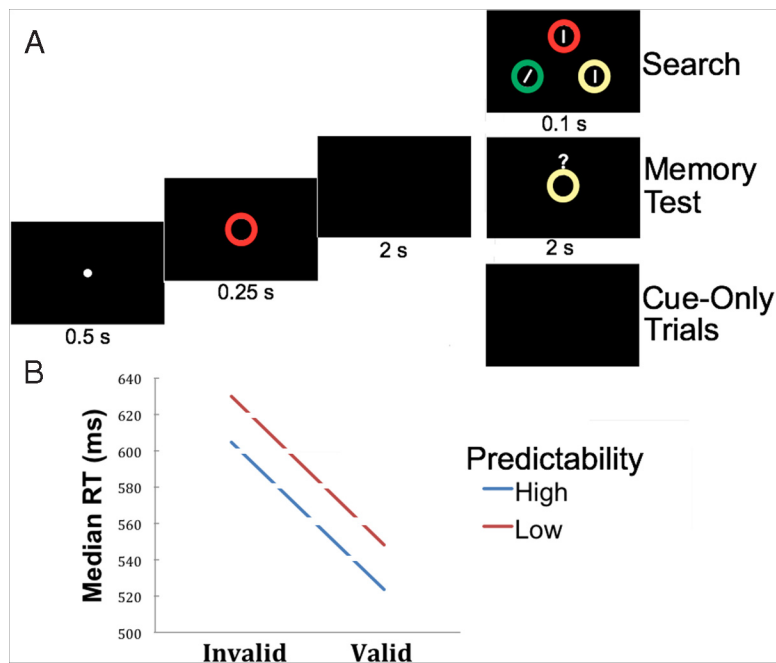 A
Search
0.1 s
?
Memory
Test
2 s
2 s
0.25 s
0.5 s
Cue-Only
Trials
B
Median RT (ms)
640
620
600
580
560
540
520
500
Invalid
Valid
Predictability
High
Low